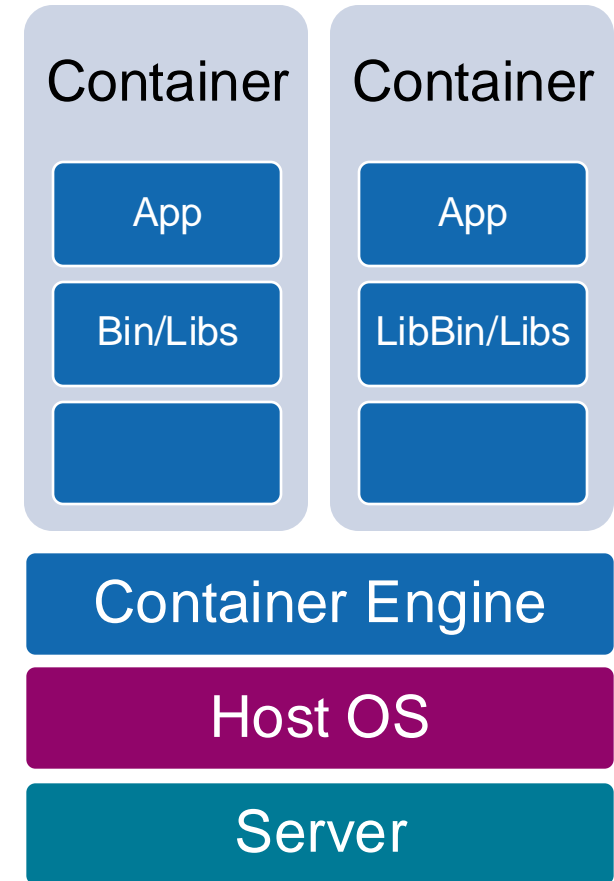 Container
Container
App
App
Bin/Libs
LibBin/Libs
Container Engine
Host OS
Server